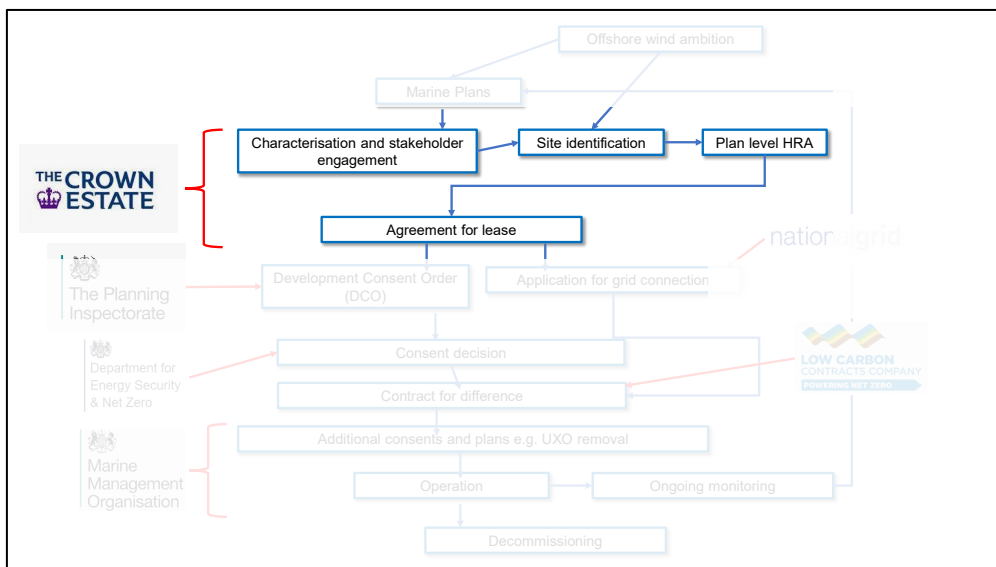 Offshore wind ambition
Marine Plans
Characterisation and stakeholder
engagement
Site identification
Plan level HRA
THE CROWN
ESTATE
Agreement for lease
nationalgrid
The Planning
Inspectorate
Development Consent Order
(DCO)
Application for grid connection
Department for
Energy Security
& Net Zero
Consent decision
LOW CARBON
CONTRACTS COMPANY
POWERING NET ZERO
Contract for difference
Additional consents and plans e.g. UXO removal
Marine
Management
Organisation
Operation
Ongoing monitoring
Decommissioning